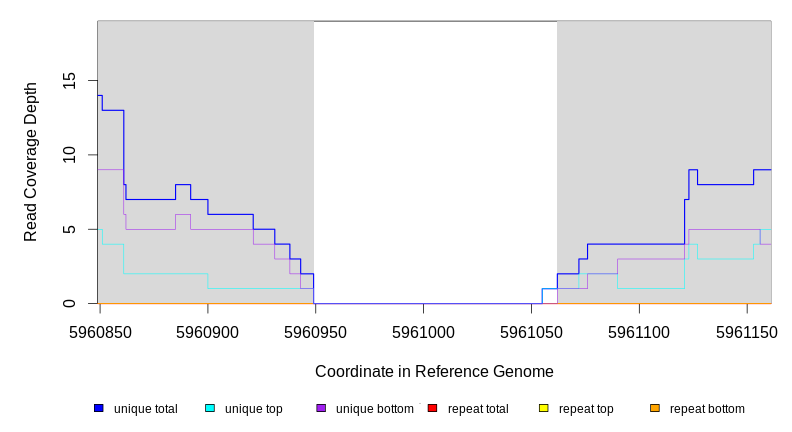 Read Coverage Depth
15
10
5
0
5960850 5960900 5960950 5961000 5961050 5961100 5961150
Coordinate in Reference Genome
unique total unique top unique bottom repeat total repeat top repeat bottom